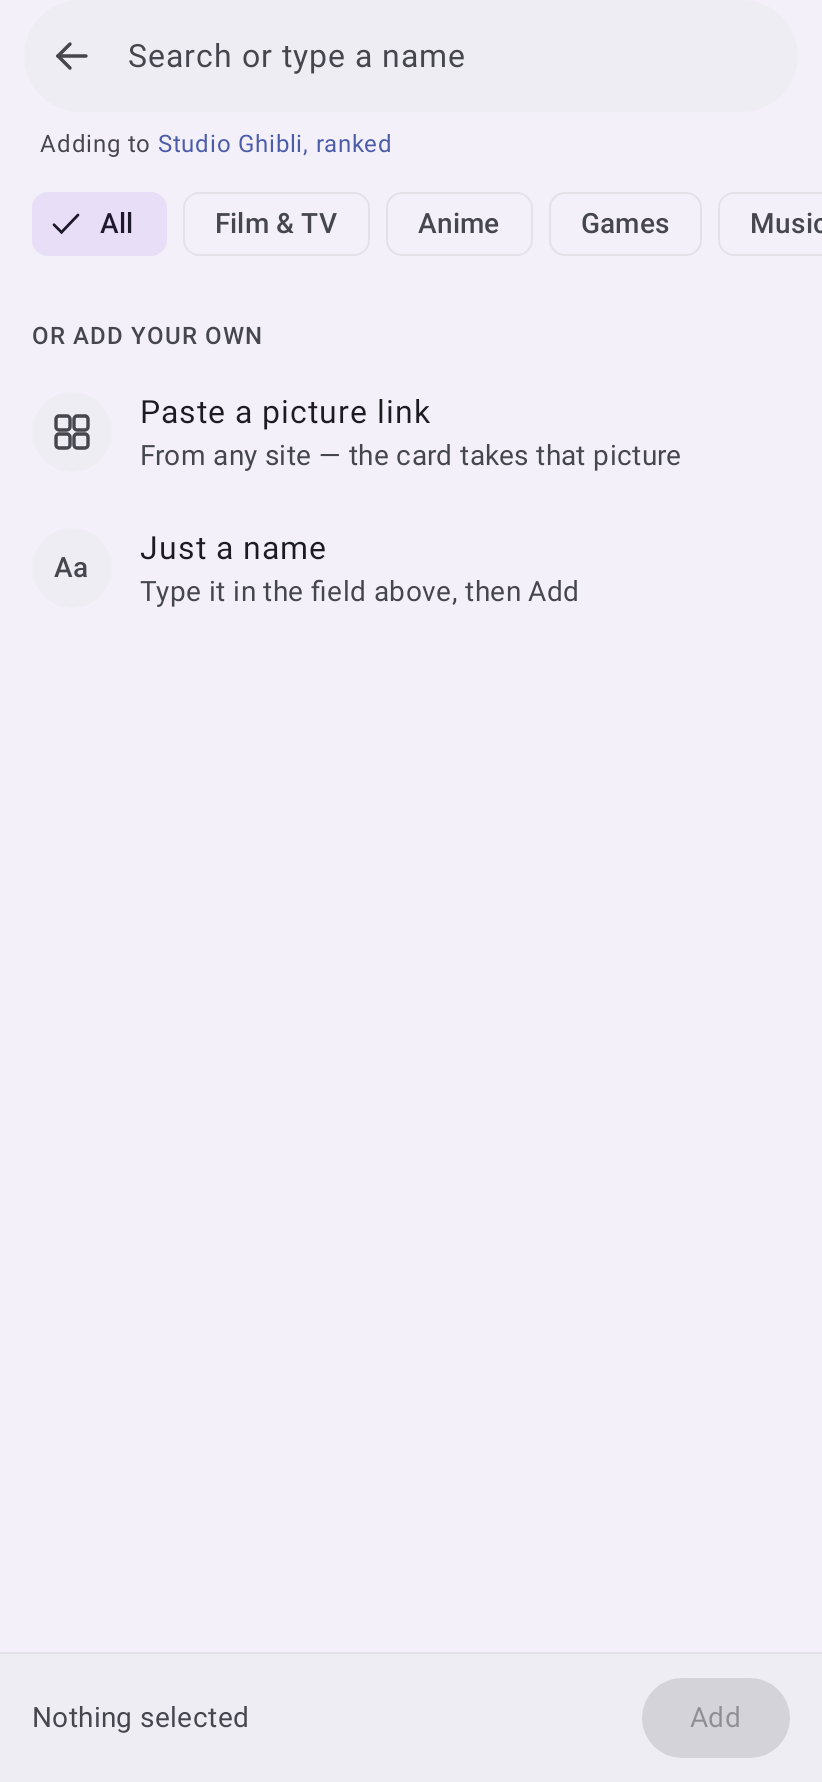 Search or type a name
Adding to Studio Ghibli, ranked
All
Film & TV
Anime
Games
Music
OR ADD YOUR OWN
Paste a picture link
From any site — the card takes that picture
Aa
Just a name
Type it in the field above, then Add
Nothing selected
Add